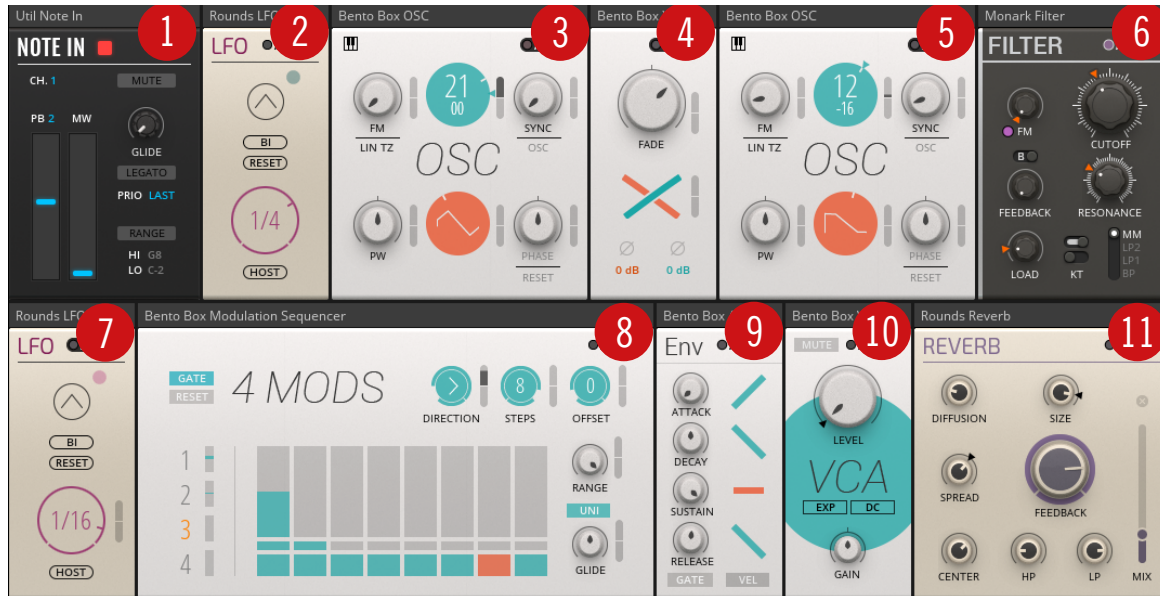 Util Note In
NOTE IN
1
CH. 1
MUTE
PB 2 MW
GLIDE
LEGATO
PRIO LAST
RANGE
HI G8
LO C-2
Rounds LFO
LFO
2
BI
RESET
1/4
HOST
Bento Box OSC
3
21
00
FM
LIN TZ
SYNC
OSC
OSC
PW
PHASE
RESET
Bento Box
4
FADE
0 dB 0 dB
Bento Box OSC
5
12
-16
FM
LIN TZ
SYNC
OSC
OSC
PW
PHASE
RESET
Monark Filter
FILTER
6
FM
CUTOFF
B
FEEDBACK
RESONANCE
MM
LP2
LP1
BP
LOAD
KT
Rounds LFO
LFO
7
BI
RESET
1/16
HOST
Bento Box Modulation Sequencer
8
GATE
RESET
4 MODS
8
0
DIRECTION
STEPS
OFFSET
1
2
3
4
RANGE
UNI
GLIDE
Bento Box
Env
9
ATTACK
DECAY
SUSTAIN
RELEASE
GATE VEL
Bento Box
10
MUTE
LEVEL
VCA
EXP DC
GAIN
Rounds Reverb
REVERB
11
DIFFUSION
SIZE
SPREAD
FEEDBACK
CENTER
HP
LP
MIX